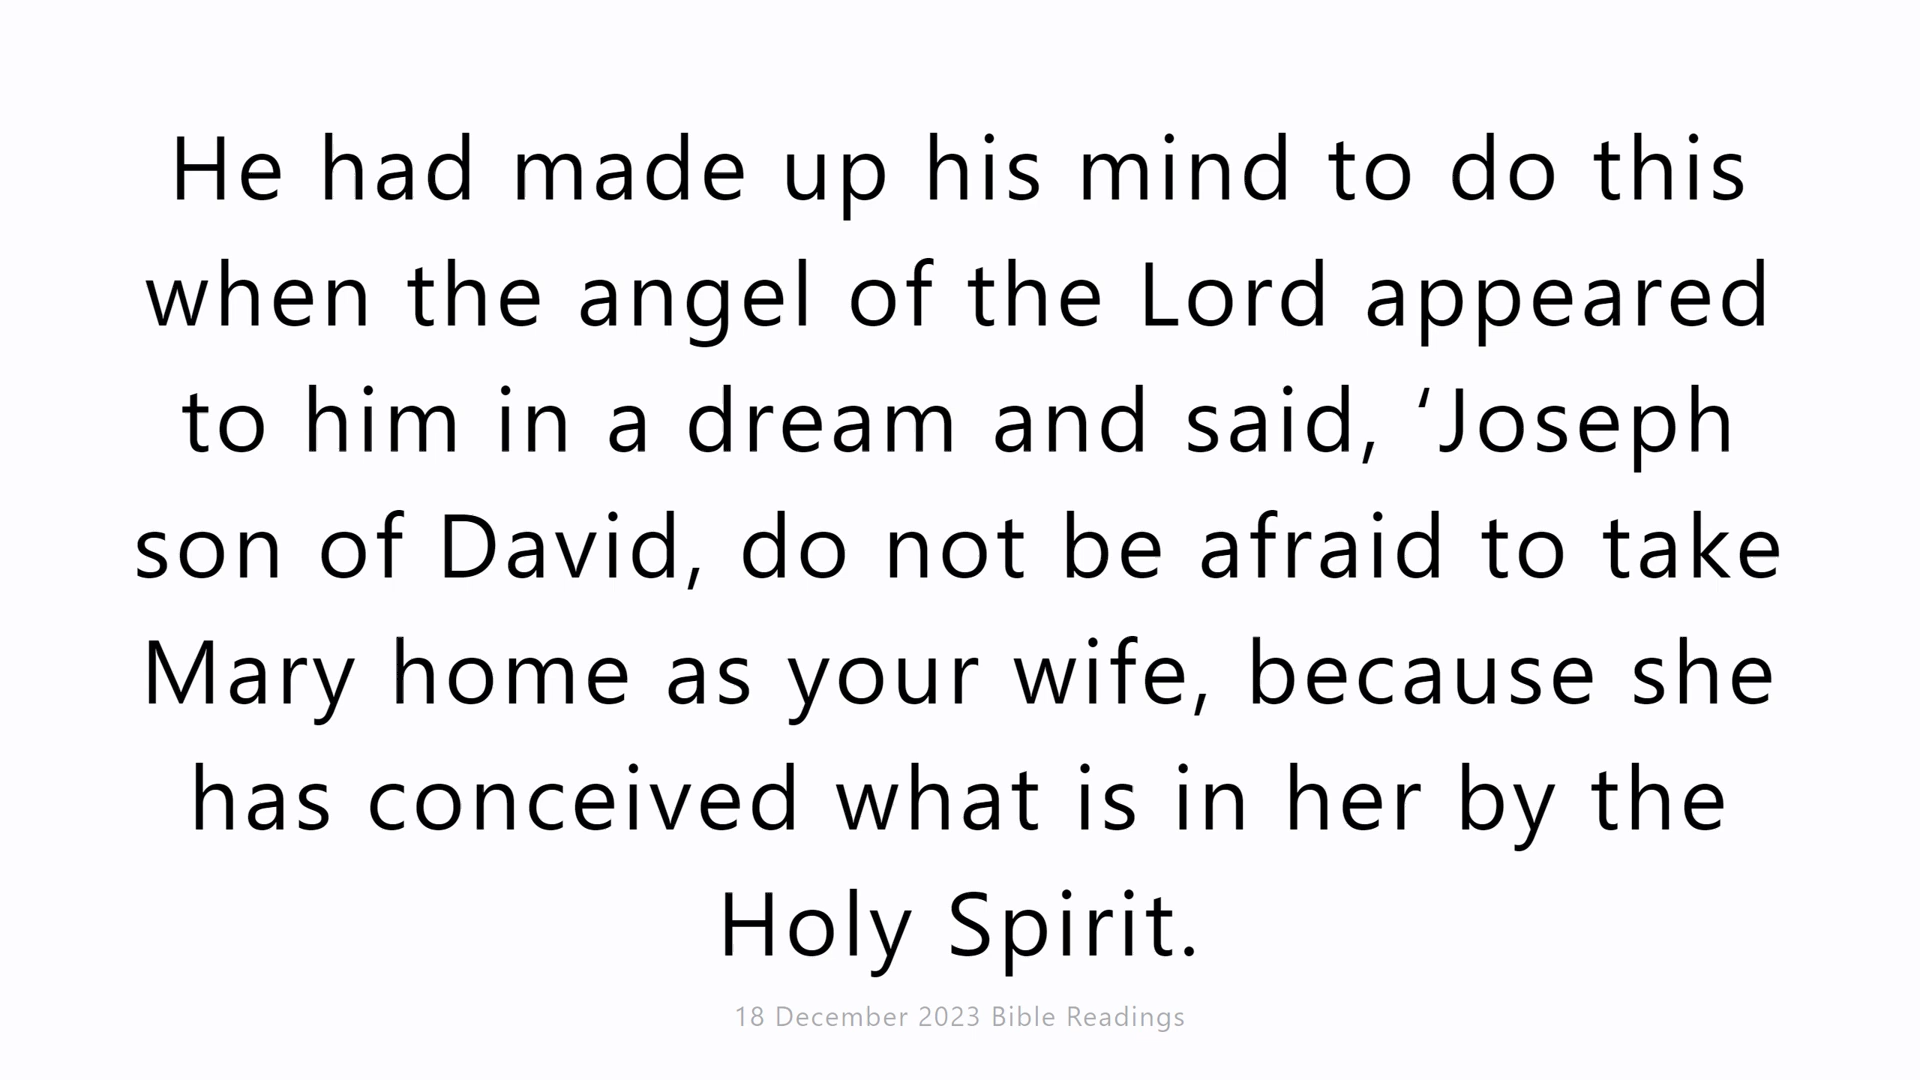 He had made up his mind to do this
when the angel of the Lord appeared
to him in a dream and said, ‘Joseph
son of David, do not be afraid to take
Mary home as your wife, because she
has conceived what is in her by the
Holy Spirit.
18 December 2023 Bible Readings